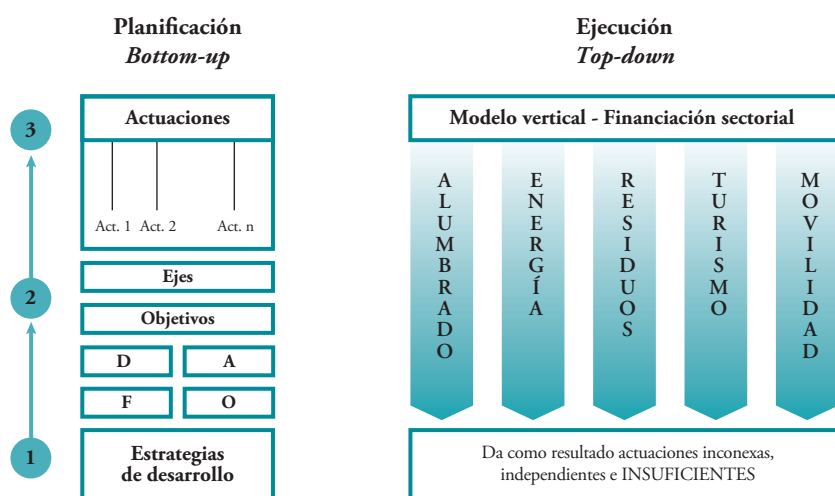 Planificación
Bottom-up
3
Actuaciones
Act. 1 Act. 2 Act. n
2
Ejes
Objetivos
D A
F O
1
Estrategias
de desarrollo
Ejecución
Top-down
Modelo vertical - Financiación sectorial
ALUMBRADO
ENERGÍA
RESIDUOS
TURISMO
MOVILIDAD
Da como resultado actuaciones inconexas,
independientes e INSUFICIENTES